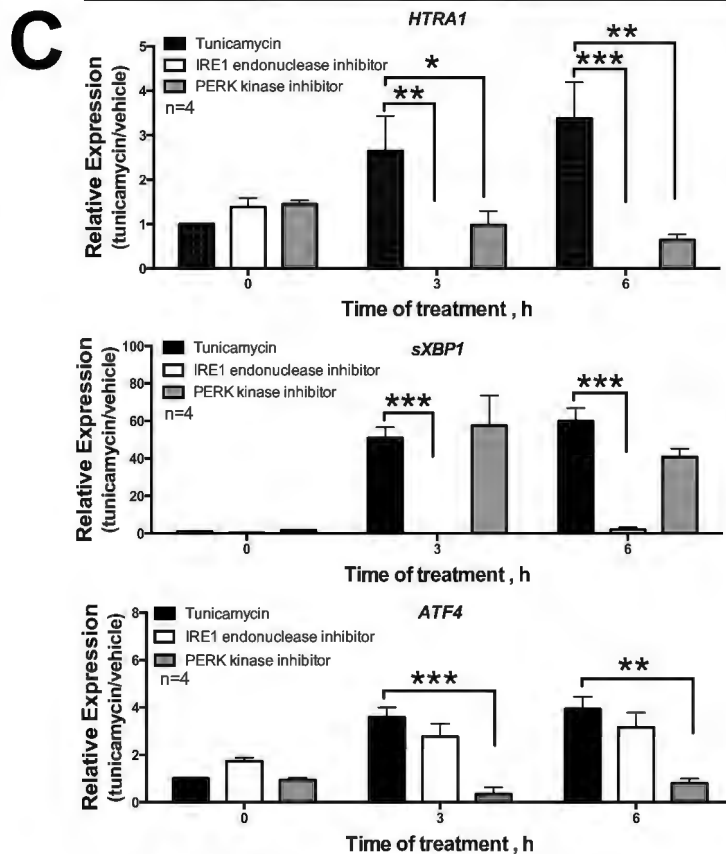 C
HTRA1
Tunicamycin
IRE1 endonuclease inhibitor
PERK kinase inhibitor
n=4
Relative Expression
(tunicamycin/vehicle)
5
4
3
2
1
0
*
**
**
***
0
3
6
Time of treatment , h
sXBP1
Tunicamycin
IRE1 endonuclease inhibitor
PERK kinase inhibitor
n=4
Relative Expression
(tunicamycin/vehicle)
100
80
60
40
20
0
***
***
0
3
6
Time of treatment , h
ATF4
Tunicamycin
IRE1 endonuclease inhibitor
PERK kinase inhibitor
n=4
Relative Expression
(tunicamycin/vehicle)
8
6
4
2
0
***
**
0
3
6
Time of treatment , h